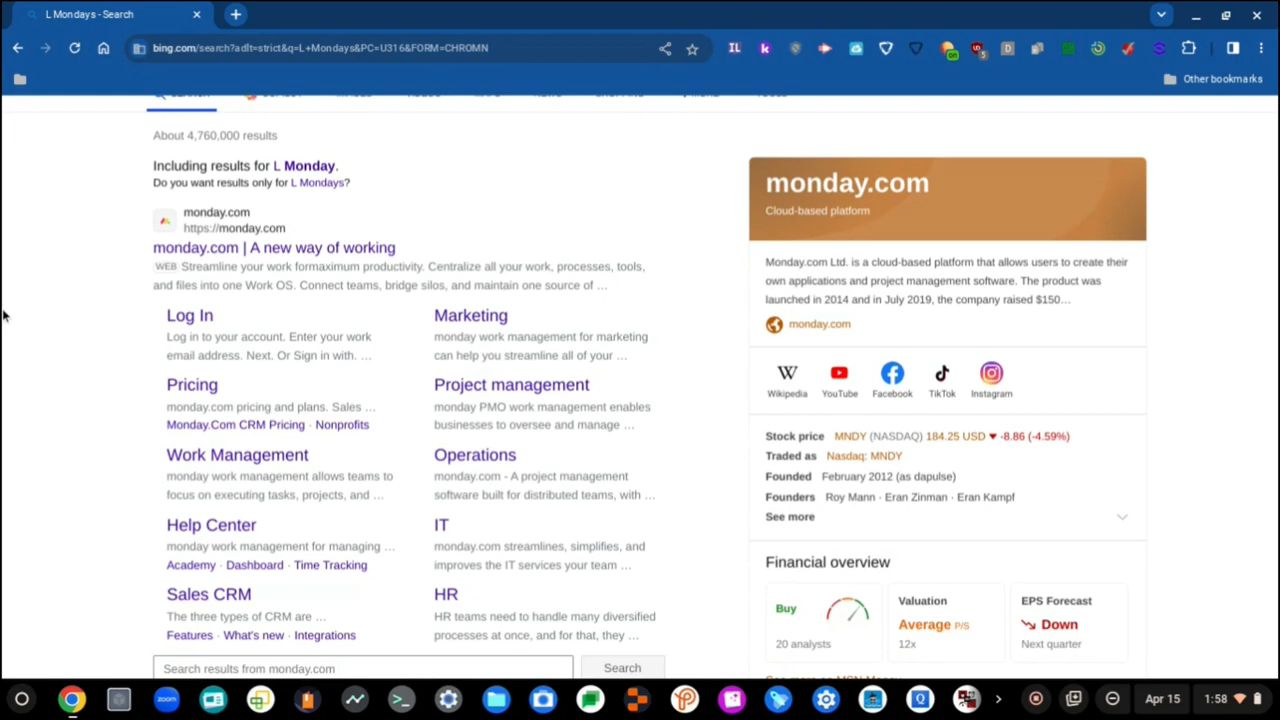 L Mondays - Search
bing.com/search?adlt=strict&q=L+Mondays&PC=U316&FORM=CHROMN
Other bookmarks
About 4,760,000 results
Including results for L Monday.
Do you want results only for L Mondays?
monday.com
https://monday.com
monday.com | A new way of working
WEB Streamline your work formaximum productivity. Centralize all your work, processes, tools,
and files into one Work OS. Connect teams, bridge silos, and maintain one source of ...
Log In
Log in to your account. Enter your work
email address. Next. Or Sign in with. ...
Marketing
monday work management for marketing
can help you streamline all of your ...
Pricing
monday.com pricing and plans. Sales ...
Monday.Com CRM Pricing · Nonprofits
Project management
monday PMO work management enables
businesses to oversee and manage ...
Work Management
monday work management allows teams to
focus on executing tasks, projects, and ...
Operations
monday.com - A project management
software built for distributed teams, with ...
Help Center
monday work management for managing ...
Academy · Dashboard · Time Tracking
IT
monday.com streamlines, simplifies, and
improves the IT services your team ...
Sales CRM
The three types of CRM are ...
Features · What's new · Integrations
HR
HR teams need to handle many diversified
processes at once, and for that, they ...
Search results from monday.com
Search
monday.com
Cloud-based platform
Monday.com Ltd. is a cloud-based platform that allows users to create their
own applications and project management software. The product was
launched in 2014 and in July 2019, the company raised $150...
monday.com
Wikipedia YouTube Facebook TikTok Instagram
Stock price MNDY (NASDAQ) 184.25 USD ▼ -8.86 (-4.59%)
Traded as Nasdaq: MNDY
Founded February 2012 (as dapulse)
Founders Roy Mann · Eran Zinman · Eran Kampf
See more
Financial overview
Buy
20 analysts
Valuation
Average P/S
12x
EPS Forecast
Down
Next quarter
zoom
Apr 15
1:58